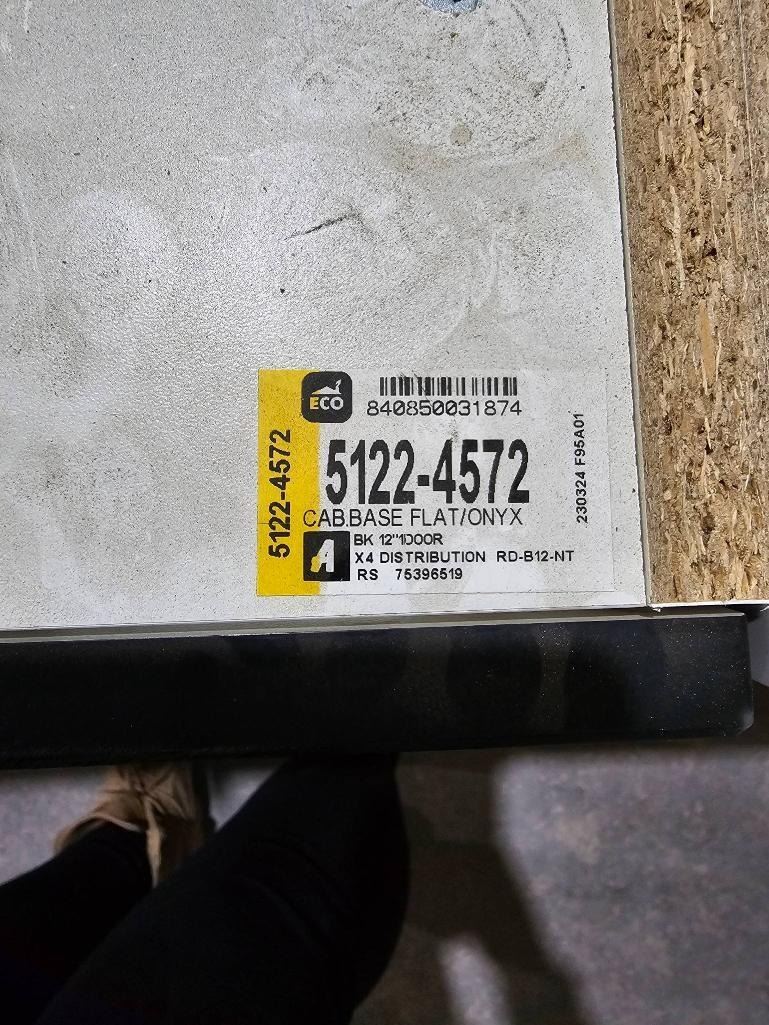 ECO
840850031874
5122-4572
5122-4572
CAB.BASE FLAT/ONYX
BK 12"1DOOR
X4 DISTRIBUTION RD-B12-NT
RS 75396519
230324 F95A01
A